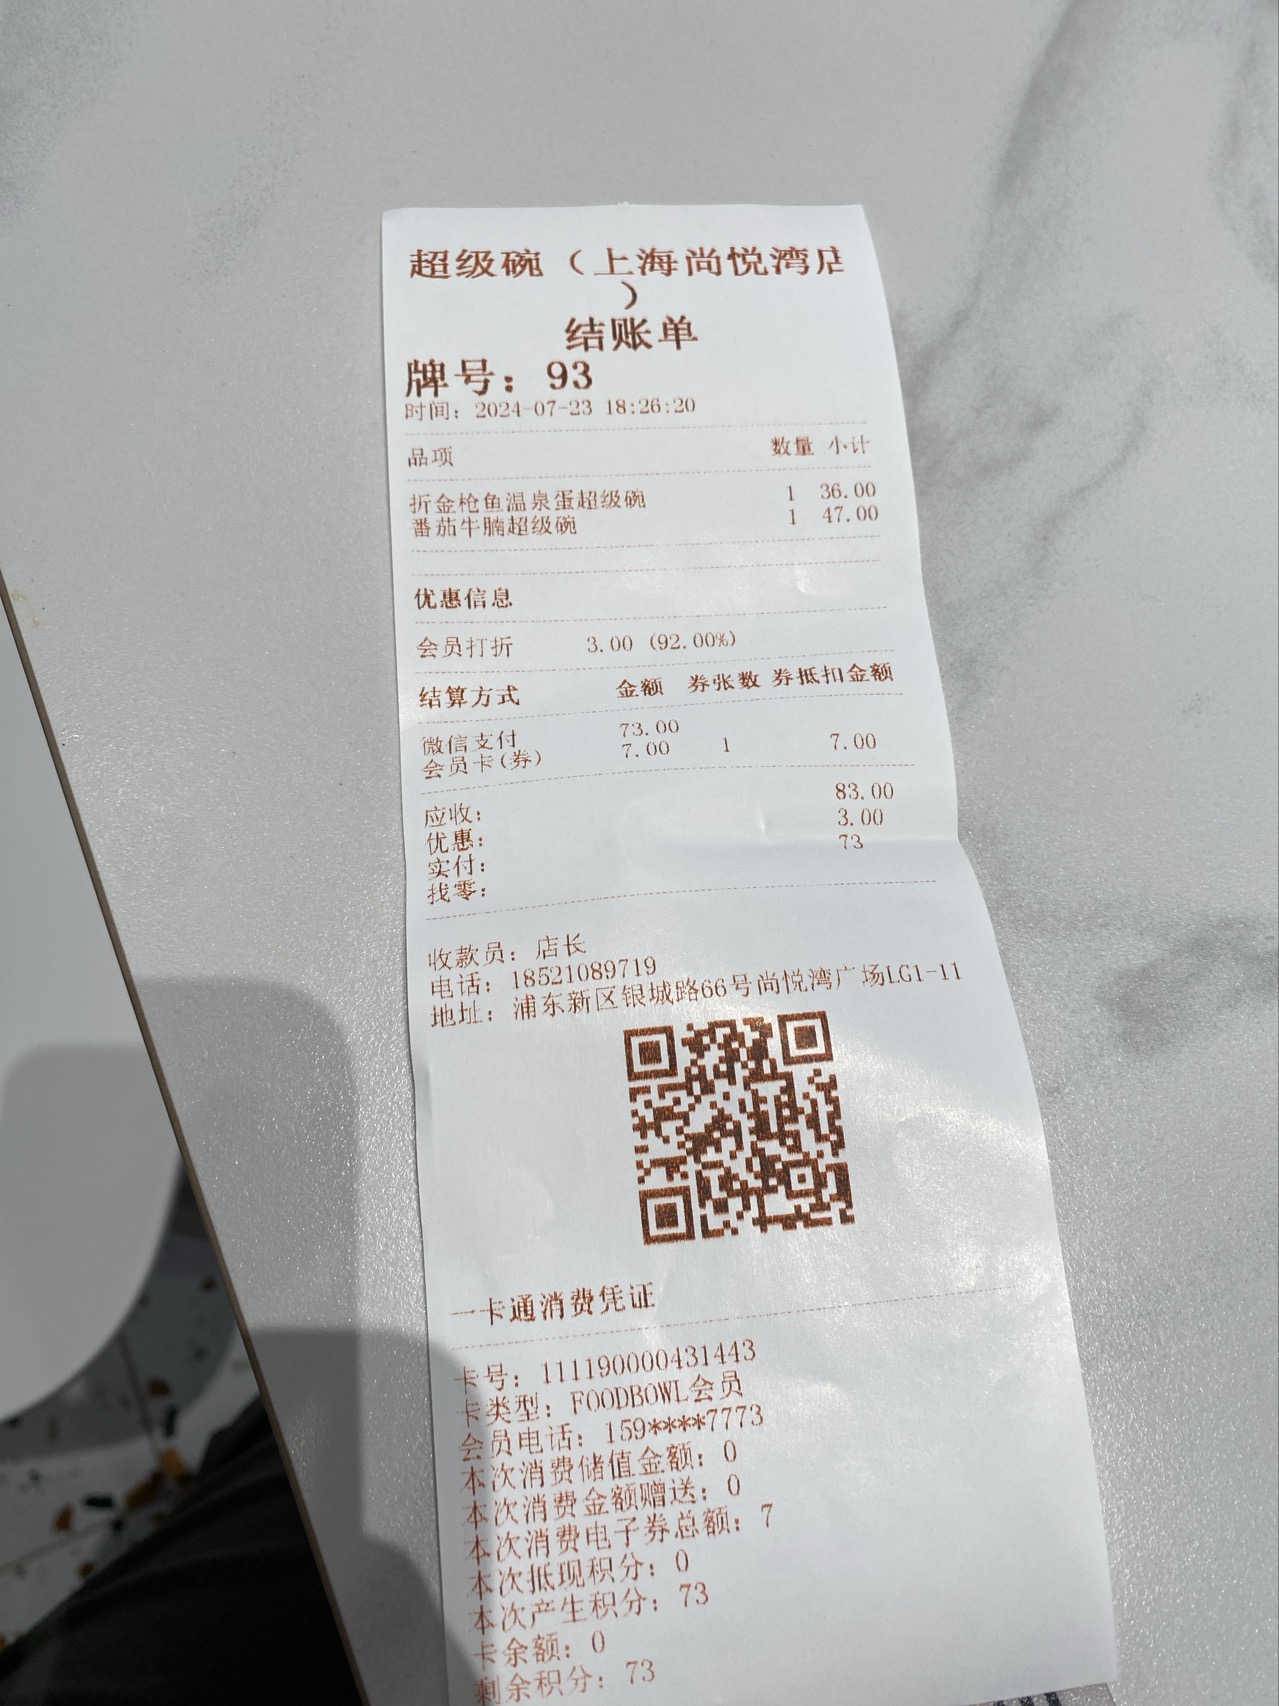 超级碗（上海尚悦湾店
）
结账单
牌号：93
时间：2024-07-23 18:26:20
品项 数量 小计
折金枪鱼温泉蛋超级碗 1 36.00
番茄牛腩超级碗 1 47.00
优惠信息
会员打折 3.00 (92.00%)
结算方式 金额 券张数 券抵扣金额
微信支付 73.00
会员卡(券) 7.00 1 7.00
应收： 83.00
优惠： 3.00
实付： 73
找零：
收款员：店长
电话：18521089719
地址：浦东新区银城路66号尚悦湾广场LG1-11
一卡通消费凭证
卡号：111190000431443
卡类型：FOODBOWL会员
会员电话：159****7773
本次消费储值金额：0
本次消费金额赠送：0
本次消费电子券总额：7
本次抵现积分：0
本次产生积分：73
卡余额：0
剩余积分：73